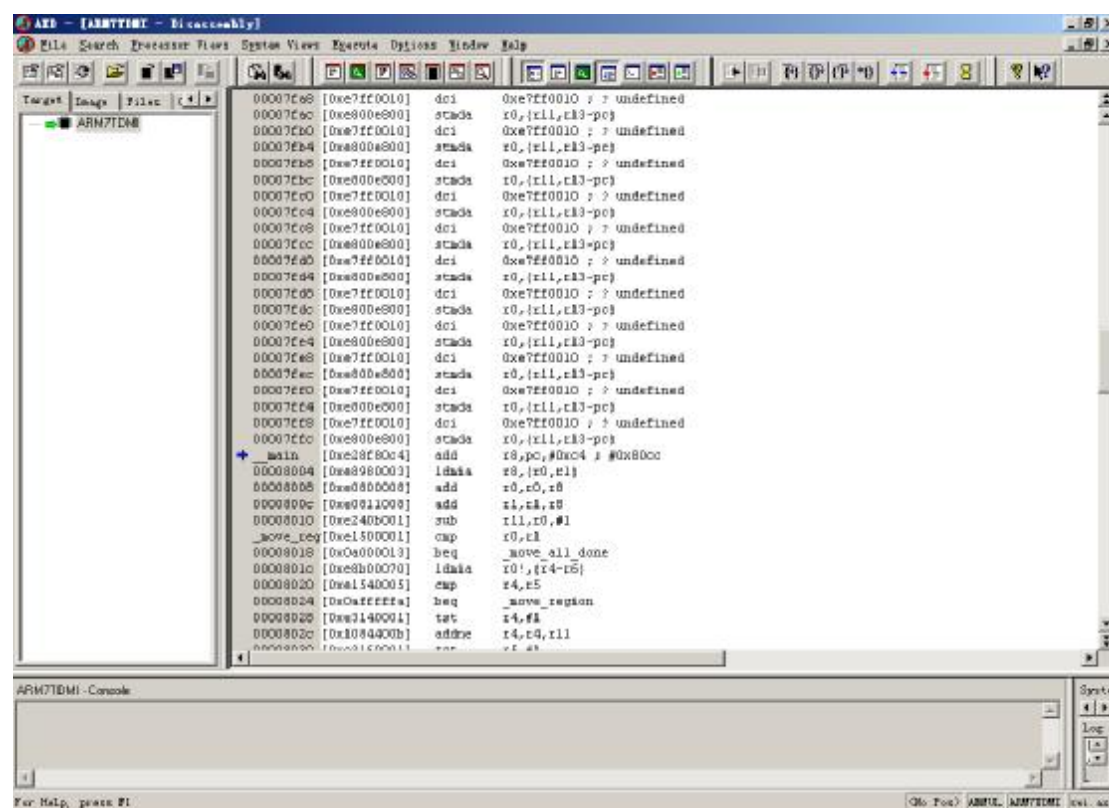 AXD - [ARM7TDMI - Disassembly]
File Search Processor Views System Views Execute Options Window Help
Target Image Files
ARM7TDMI
00007fa8 [0xe7ff0010] dci 0xe7ff0010 ; ? undefined
00007fac [0xe800e800] stmda r0,{r11,r13-pc}
00007fb0 [0xe7ff0010] dci 0xe7ff0010 ; ? undefined
00007fb4 [0xe800e800] stmda r0,{r11,r13-pc}
00007fb8 [0xe7ff0010] dci 0xe7ff0010 ; ? undefined
00007fbc [0xe800e800] stmda r0,{r11,r13-pc}
00007fc0 [0xe7ff0010] dci 0xe7ff0010 ; ? undefined
00007fc4 [0xe800e800] stmda r0,{r11,r13-pc}
00007fc8 [0xe7ff0010] dci 0xe7ff0010 ; ? undefined
00007fcc [0xe800e800] stmda r0,{r11,r13-pc}
00007fd0 [0xe7ff0010] dci 0xe7ff0010 ; ? undefined
00007fd4 [0xe800e800] stmda r0,{r11,r13-pc}
00007fd8 [0xe7ff0010] dci 0xe7ff0010 ; ? undefined
00007fdc [0xe800e800] stmda r0,{r11,r13-pc}
00007fe0 [0xe7ff0010] dci 0xe7ff0010 ; ? undefined
00007fe4 [0xe800e800] stmda r0,{r11,r13-pc}
00007fe8 [0xe7ff0010] dci 0xe7ff0010 ; ? undefined
00007fec [0xe800e800] stmda r0,{r11,r13-pc}
00007ff0 [0xe7ff0010] dci 0xe7ff0010 ; ? undefined
00007ff4 [0xe800e800] stmda r0,{r11,r13-pc}
00007ff8 [0xe7ff0010] dci 0xe7ff0010 ; ? undefined
00007ffc [0xe800e800] stmda r0,{r11,r13-pc}
__main [0xe28f80c4] add r8,pc,#0xc4 ; #0x80cc
00008004 [0xe8980003] ldmia r8,{r0,r1}
00008008 [0xe0800008] add r0,r0,r8
0000800c [0xe0811008] add r1,r1,r8
00008010 [0xe240b001] sub r11,r0,#1
_move_reg [0xe1500001] cmp r0,r1
00008018 [0x0a000013] beq _move_all_done
0000801c [0xe8b00070] ldmia r0!,{r4-r6}
00008020 [0xe1540005] cmp r4,r5
00008024 [0x0afffffa] beq _move_region
00008028 [0xe3140001] tst r4,#1
0000802c [0x1084400b] addne r4,r4,r11
ARM7TDMI - Console
Log
For Help, press F1
<No Pos> ARMUL ARM7TDMI